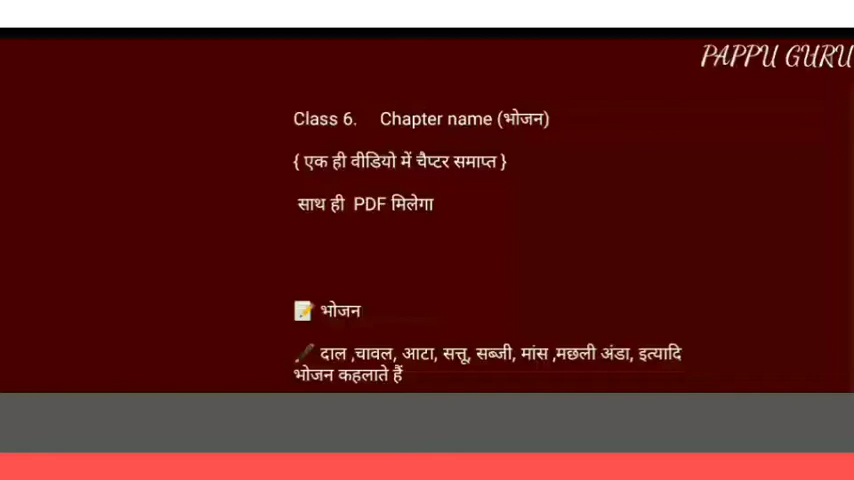 PAPPU GURU
Class 6. Chapter name (भोजन)
{ एक ही वीडियो में चैप्टर समाप्त }
साथ ही PDF मिलेगा
📝 भोजन
🖋️ दाल ,चावल, आटा, सत्तू, सब्जी, मांस ,मछली अंडा, इत्यादि
भोजन कहलाते हैं